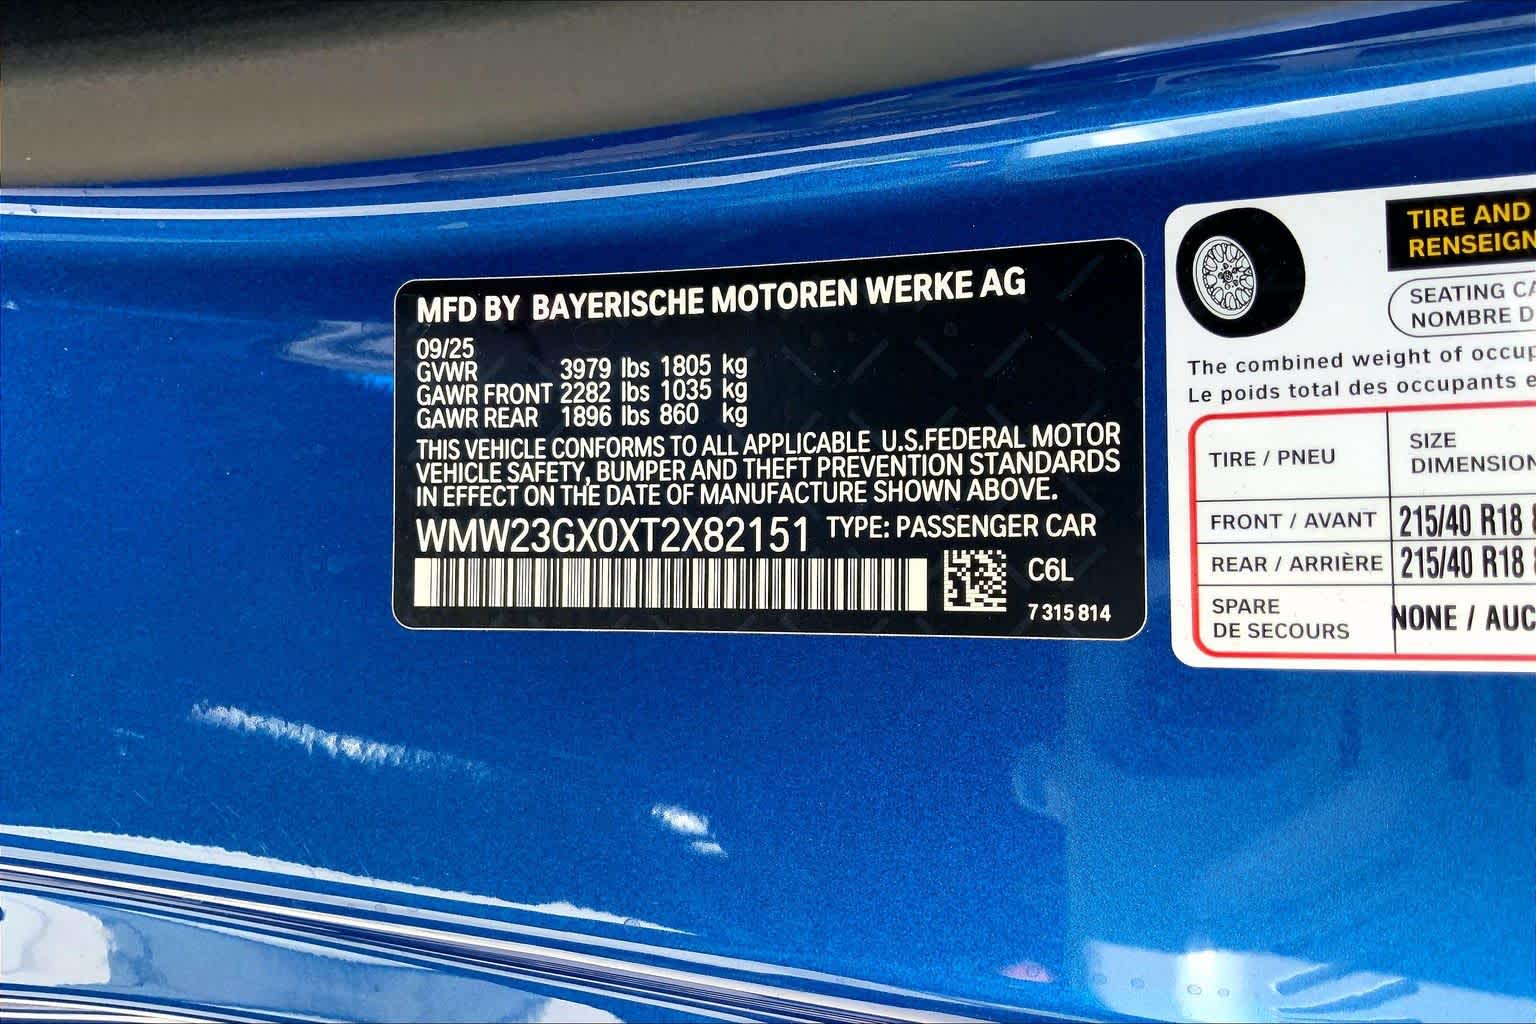 MFD BY BAYERISCHE MOTOREN WERKE AG
09/25
GVWR 3979 lbs 1805 kg
GAWR FRONT 2282 lbs 1035 kg
GAWR REAR 1896 lbs 860 kg
THIS VEHICLE CONFORMS TO ALL APPLICABLE U.S.FEDERAL MOTOR
VEHICLE SAFETY, BUMPER AND THEFT PREVENTION STANDARDS
IN EFFECT ON THE DATE OF MANUFACTURE SHOWN ABOVE.
WMW23GX0XT2X82151 TYPE: PASSENGER CAR
C6L
7 315 814
TIRE AND
RENSEIGN
SEATING CA
NOMBRE D
The combined weight of occup
Le poids total des occupants e
TIRE / PNEU
SIZE
DIMENSION
FRONT / AVANT 215/40 R18
REAR / ARRIÈRE 215/40 R18
SPARE
DE SECOURS
NONE / AUC